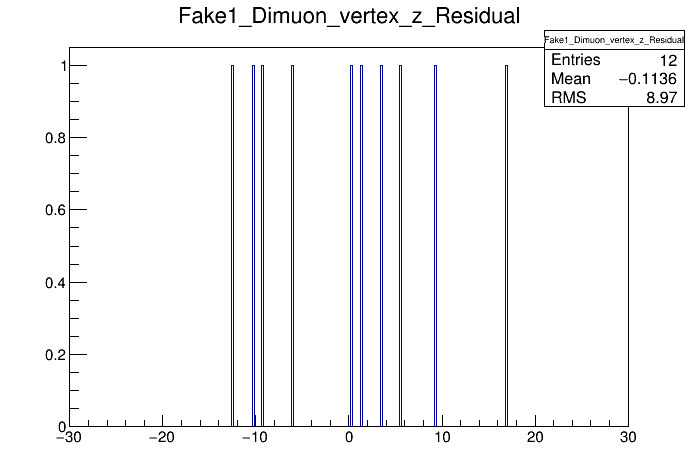 Fake1_Dimuon_vertex_z_Residual
Fake1_Dimuon_vertex_z_Residual
Entries 12
Mean −0.1136
RMS 8.97
1
0.8
0.6
0.4
0.2
0
−30 −20 −10 0 10 20 30